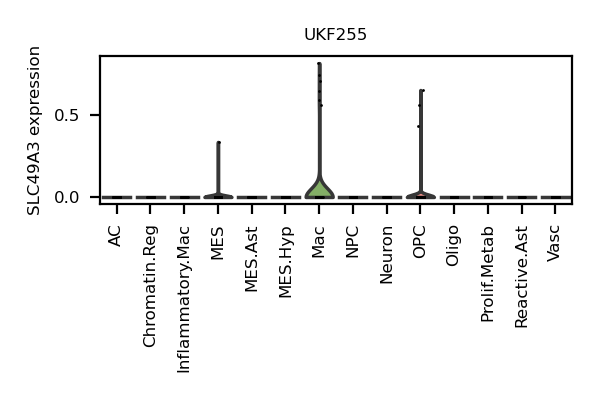 UKF255
SLC49A3 expression
0.5
0.0
AC
Chromatin.Reg
Inflammatory.Mac
MES
MES.Ast
MES.Hyp
Mac
NPC
Neuron
OPC
Oligo
Prolif.Metab
Reactive.Ast
Vasc